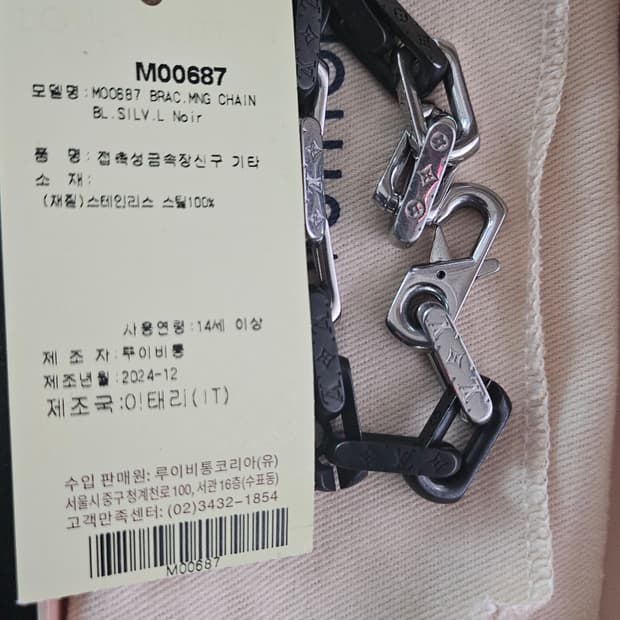 M00687
모델명:M00687 BRAC.MNG CHAIN
BL.SILV.L Noir
품 명:접촉성금속장신구 기타
소 재:
(재질)스테인리스 스틸100%
사용연령:14세 이상
제 조 자:루이비통
제조년월:2024-12
제조국:이태리(IT)
수입 판매원: 루이비통코리아(유)
서울시중구청계천로100, 서관16층(수표동)
고객만족센터: (02)3432-1854
M00687